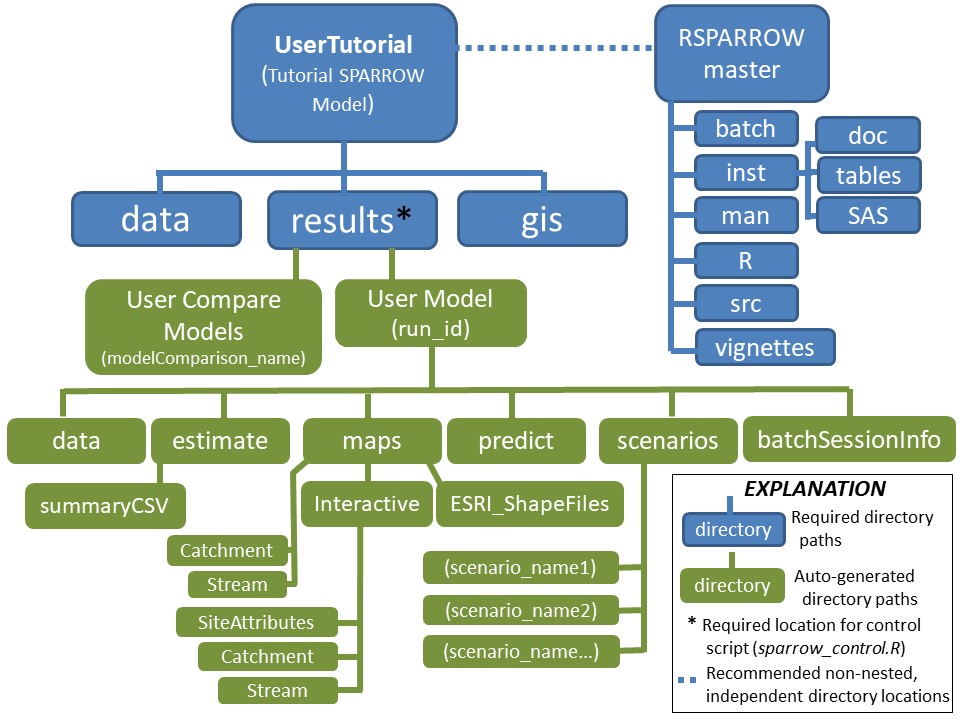 UserTutorial
(Tutorial SPARROW
Model)
RSPARROW
master
batch
inst
man
R
src
vignettes
doc
tables
SAS
data
results*
gis
User Compare
Models
(modelComparison_name)
User Model
(run_id)
data
estimate
maps
predict
scenarios
batchSessionInfo
summaryCSV
Interactive
ESRI_ShapeFiles
Catchment
Stream
SiteAttributes
Catchment
Stream
(scenario_name1)
(scenario_name2)
(scenario_name...)
EXPLANATION
directory
Required directory
paths
directory
Auto-generated
directory paths
* Required location for control
script (sparrow_control.R)
Recommended non-nested,
independent directory locations